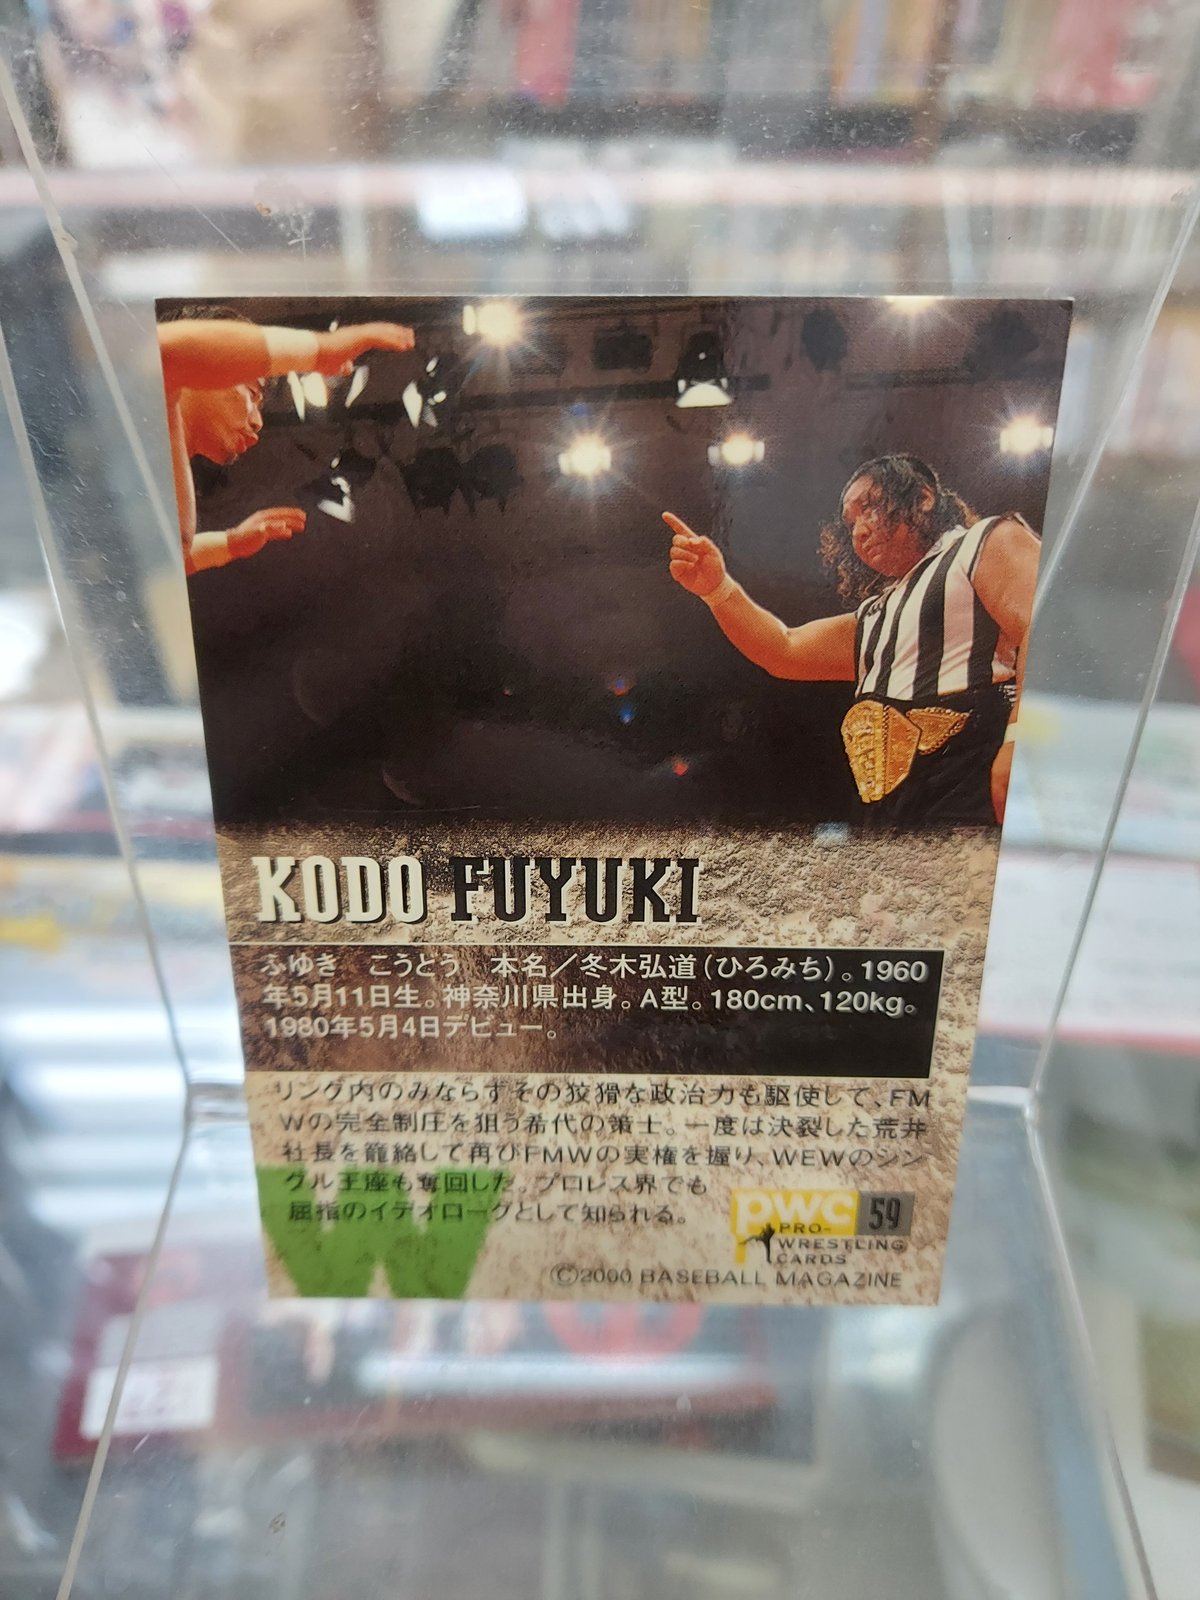 KODO FUYUKI
ふゆき こうどう 本名／冬木弘道（ひろみち）。1960
年5月11日生。神奈川県出身。A型。180cm、120kg。
1980年5月4日デビュー。
リング内のみならずその狡猾な政治力も駆使して、FM
Wの完全制圧を狙う希代の策士。一度は決裂した荒井
社長を籠絡して再びFMWの実権を握り、WEWのシン
グル王座も奪回した。プロレス界でも
屈指のイデオローグとして知られる。
pwc 59
PRO-
WRESTLING
CARDS
©2000 BASEBALL MAGAZINE
W